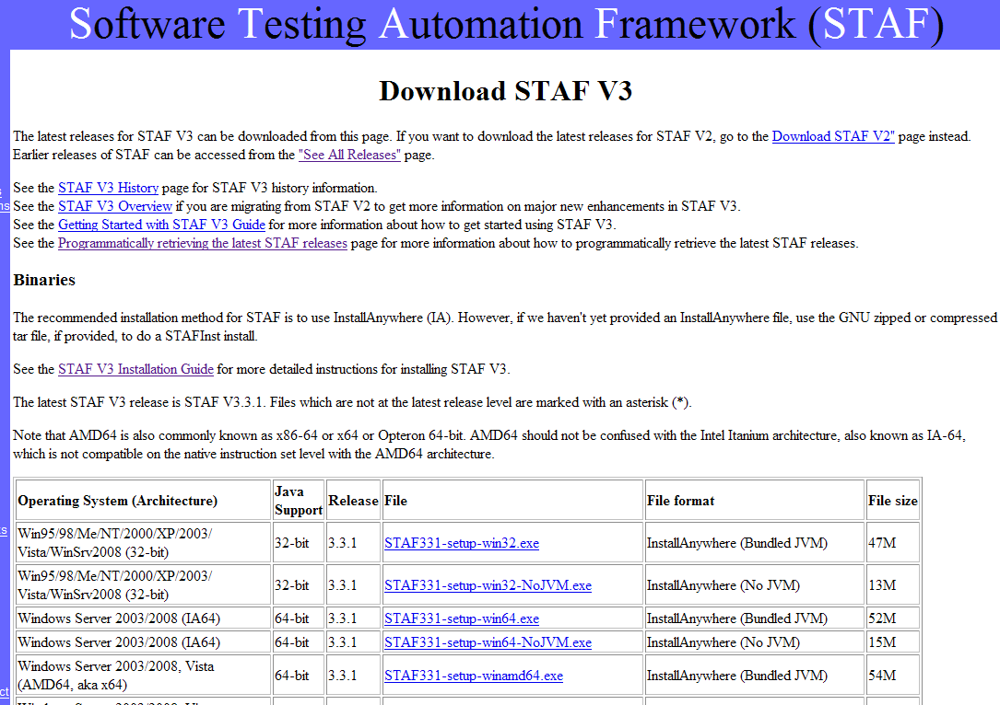 Software Testing Automation Framework (STAF)
Download STAF V3
The latest releases for STAF V3 can be downloaded from this page. If you want to download the latest releases for STAF V2, go to the Download STAF V2" page instead.
Earlier releases of STAF can be accessed from the "See All Releases" page.
See the STAF V3 History page for STAF V3 history information.
See the STAF V3 Overview if you are migrating from STAF V2 to get more information on major new enhancements in STAF V3.
See the Getting Started with STAF V3 Guide for more information about how to get started using STAF V3.
See the Programmatically retrieving the latest STAF releases page for more information about how to programmatically retrieve the latest STAF releases.
Binaries
The recommended installation method for STAF is to use InstallAnywhere (IA). However, if we haven't yet provided an InstallAnywhere file, use the GNU zipped or compressed
tar file, if provided, to do a STAFInst install.
See the STAF V3 Installation Guide for more detailed instructions for installing STAF V3.
The latest STAF V3 release is STAF V3.3.1. Files which are not at the latest release level are marked with an asterisk (*).
Note that AMD64 is also commonly known as x86-64 or x64 or Opteron 64-bit. AMD64 should not be confused with the Intel Itanium architecture, also known as IA-64,
which is not compatible on the native instruction set level with the AMD64 architecture.
Operating System (Architecture) Java Support Release File File format File size
Win95/98/Me/NT/2000/XP/2003/
Vista/WinSrv2008 (32-bit) 32-bit 3.3.1 STAF331-setup-win32.exe InstallAnywhere (Bundled JVM) 47M
Win95/98/Me/NT/2000/XP/2003/
Vista/WinSrv2008 (32-bit) 32-bit 3.3.1 STAF331-setup-win32-NoJVM.exe InstallAnywhere (No JVM) 13M
Windows Server 2003/2008 (IA64) 64-bit 3.3.1 STAF331-setup-win64.exe InstallAnywhere (Bundled JVM) 52M
Windows Server 2003/2008 (IA64) 64-bit 3.3.1 STAF331-setup-win64-NoJVM.exe InstallAnywhere (No JVM) 15M
Windows Server 2003/2008, Vista
(AMD64, aka x64) 64-bit 3.3.1 STAF331-setup-winamd64.exe InstallAnywhere (Bundled JVM) 54M